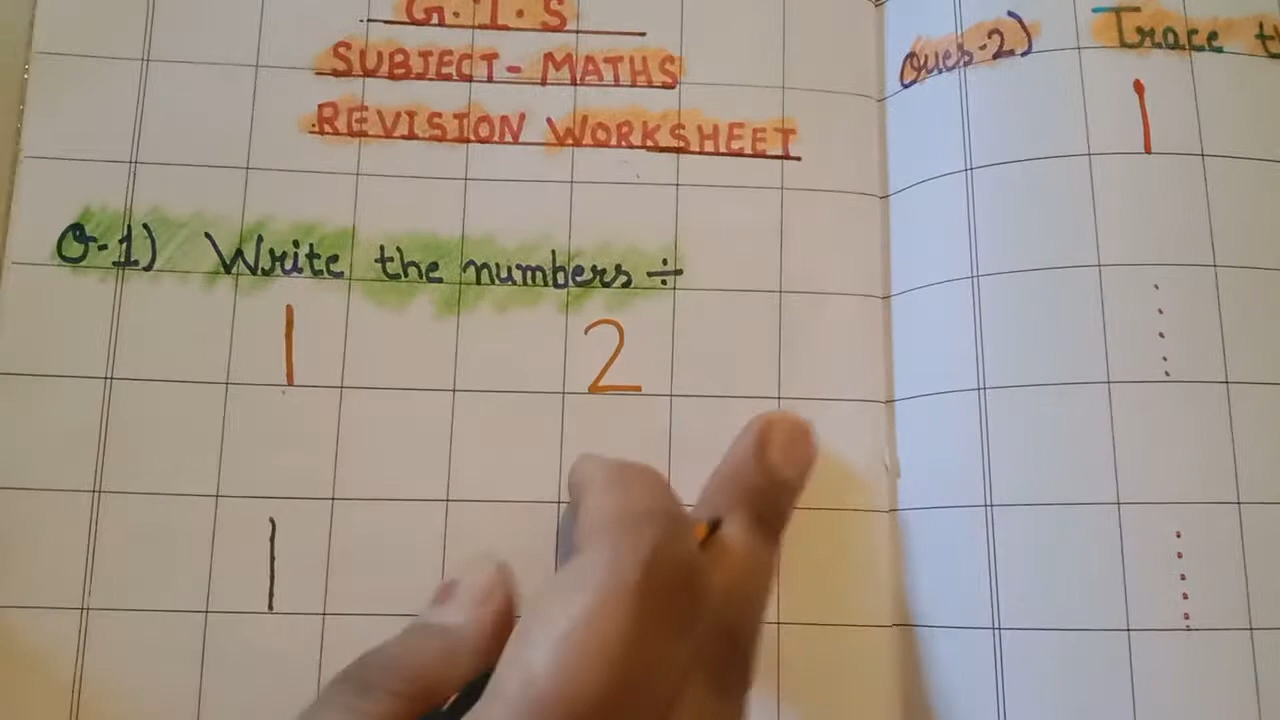 G.I.S
SUBJECT- MATHS
REVISION WORKSHEET
Q-1) Write the numbers ÷
1 2
1
Ques-2) Trace
1